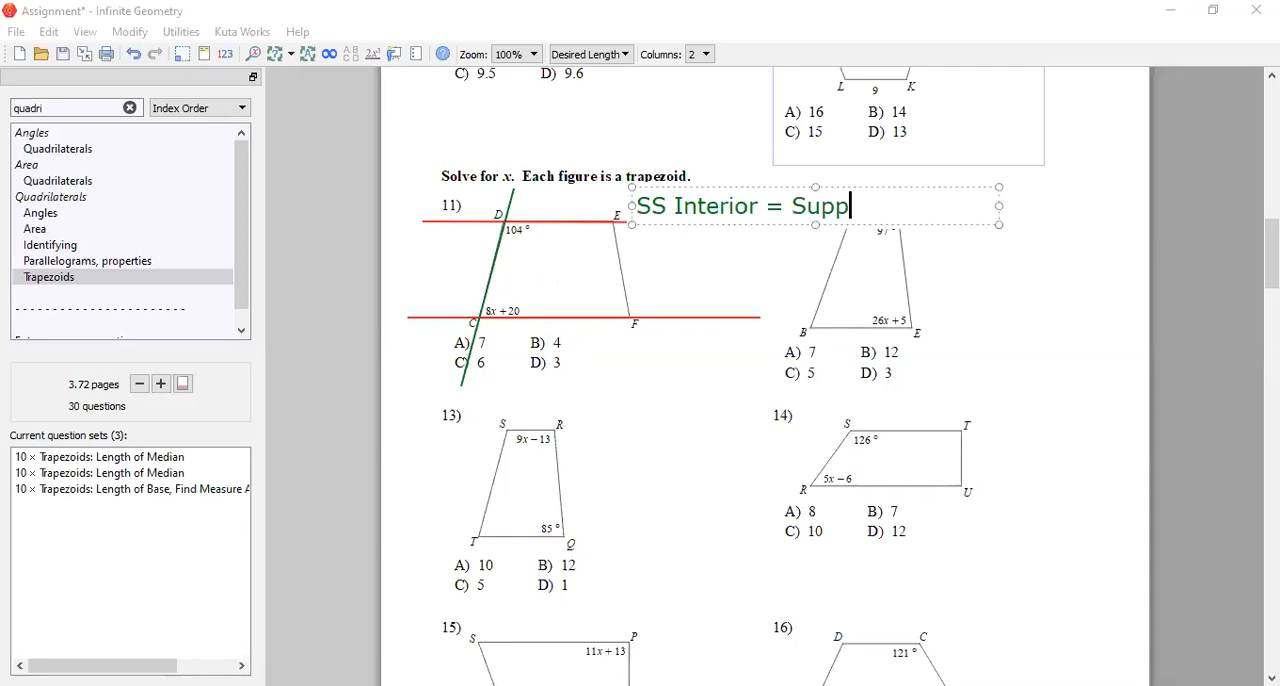 Assignment* - Infinite Geometry
File Edit View Modify Utilities Kuta Works Help
123
Zoom: 100% Desired Length Columns: 2
quadri
Index Order
Angles
Quadrilaterals
Area
Quadrilaterals
Quadrilaterals
Angles
Area
Identifying
Parallelograms, properties
Trapezoids
- - - - - - - - - - - - - - - - -
3.72 pages
30 questions
Current question sets (3):
10 × Trapezoids: Length of Median
10 × Trapezoids: Length of Median
10 × Trapezoids: Length of Base, Find Measure A
C) 9.5 D) 9.6
L 9 K
A) 16 B) 14
C) 15 D) 13
Solve for x. Each figure is a trapezoid.
SS Interior = Supp
11)
D E
104°
8x + 20
C F
A) 7 B) 4
C) 6 D) 3
97°
26x + 5
B E
A) 7 B) 12
C) 5 D) 3
13)
S R
9x − 13
85°
T Q
A) 10 B) 12
C) 5 D) 1
14)
S T
126°
5x − 6
R U
A) 8 B) 7
C) 10 D) 12
15)
S P
11x + 13
16)
D C
121°